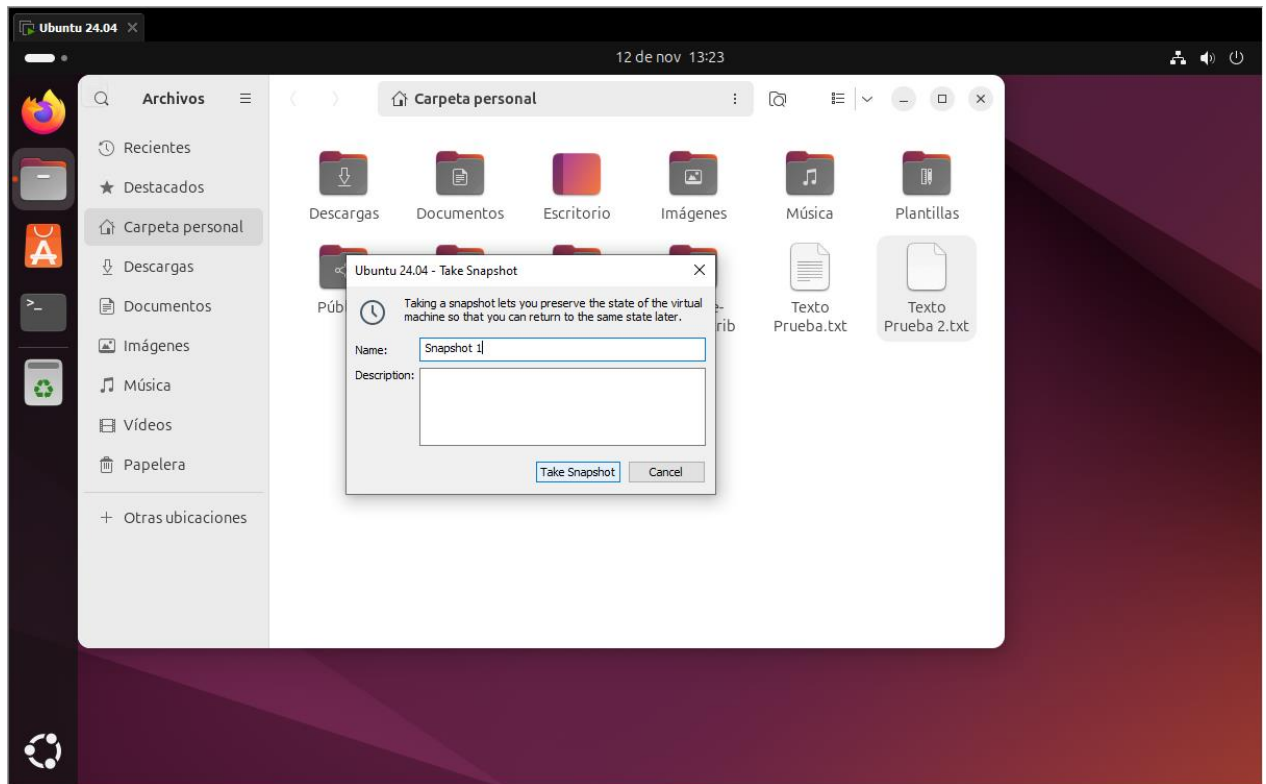 Ubuntu 24.04
12 de nov 13:23
Archivos
Carpeta personal
Recientes
Destacados
Carpeta personal
Descargas
Documentos
Imágenes
Música
Vídeos
Papelera
+ Otras ubicaciones
Descargas
Documentos
Escritorio
Imágenes
Música
Plantillas
Texto
Prueba.txt
Texto
Prueba 2.txt
Ubuntu 24.04 - Take Snapshot
Taking a snapshot lets you preserve the state of the virtual
machine so that you can return to the same state later.
Name:
Snapshot 1
Description:
Take Snapshot
Cancel